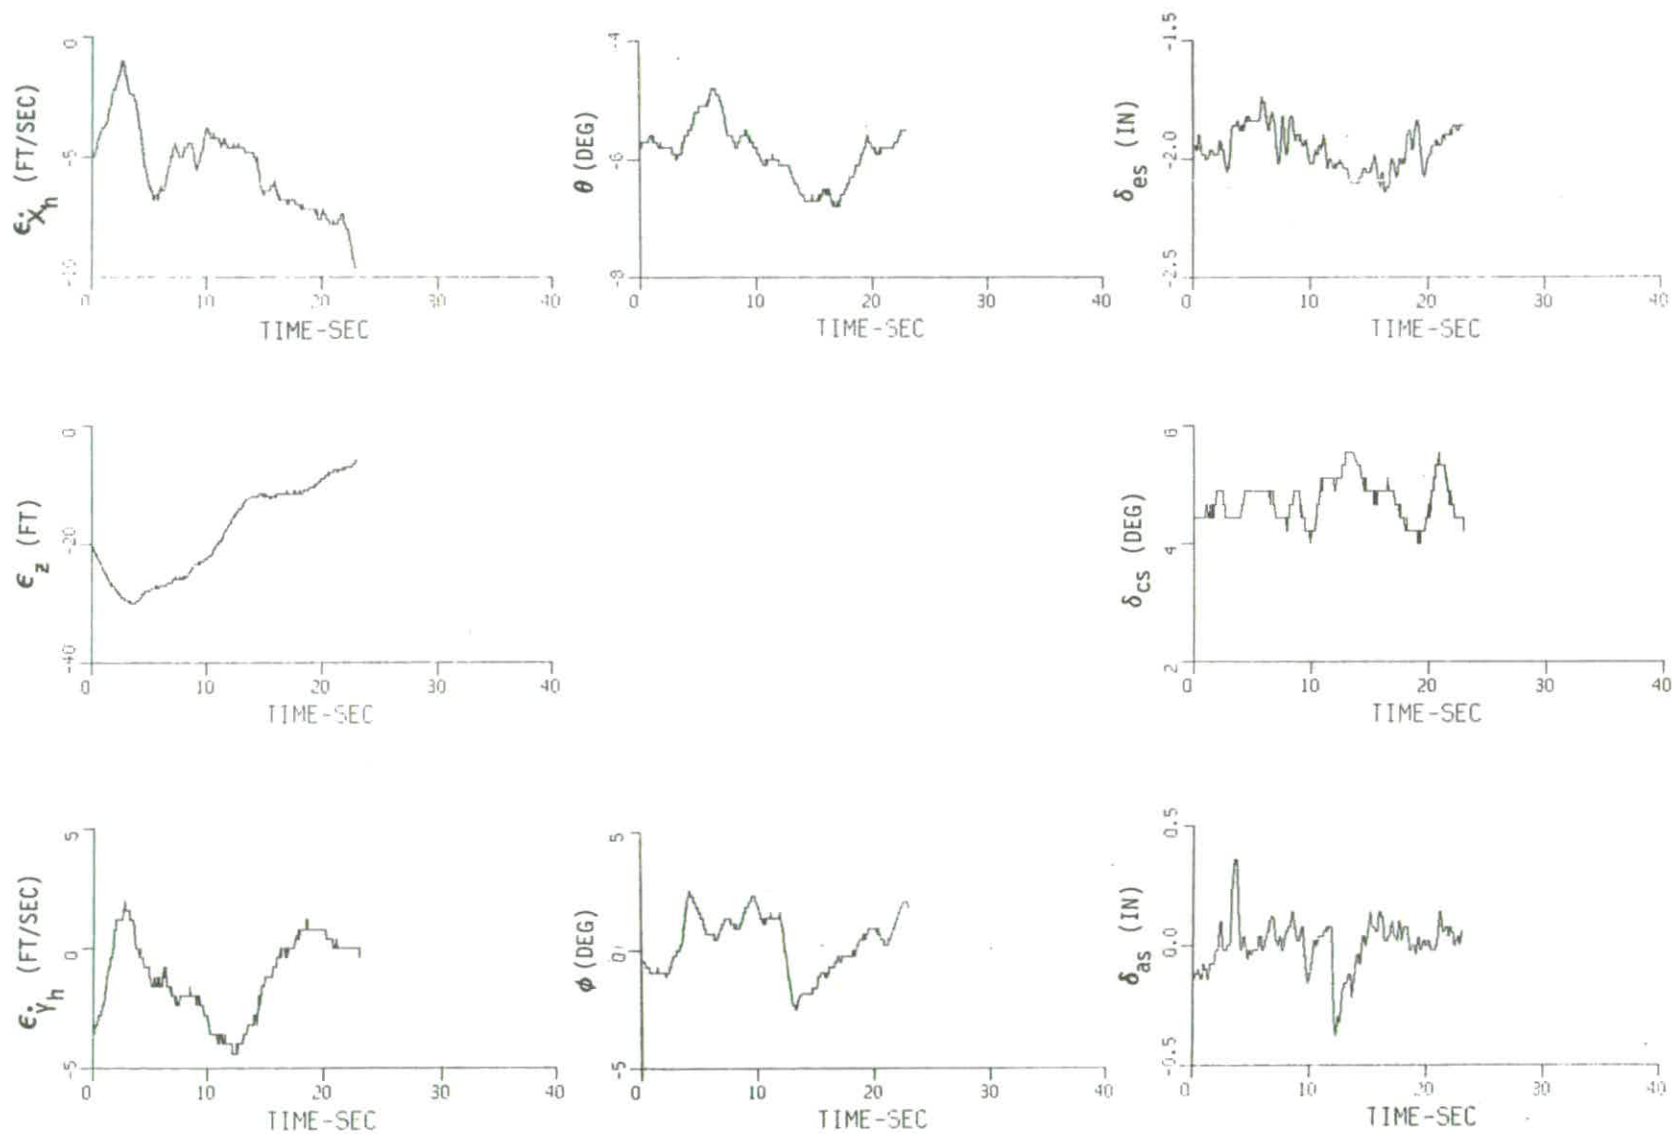 0
-5
-10
ϵẊh (FT/SEC)
0 10 20 30 40
TIME-SEC
-4
-6
-8
θ (DEG)
0 10 20 30 40
TIME-SEC
-1.5
-2.0
-2.5
δes (IN)
0 10 20 30 40
TIME-SEC
0
-20
-40
ϵz (FT)
0 10 20 30 40
TIME-SEC
6
4
2
δcs (DEG)
0 10 20 30 40
TIME-SEC
5
0
-5
ϵẎh (FT/SEC)
0 10 20 30 40
TIME-SEC
5
0
-5
ϕ (DEG)
0 10 20 30 40
TIME-SEC
0.5
0.0
-0.5
δas (IN)
0 10 20 30 40
TIME-SEC